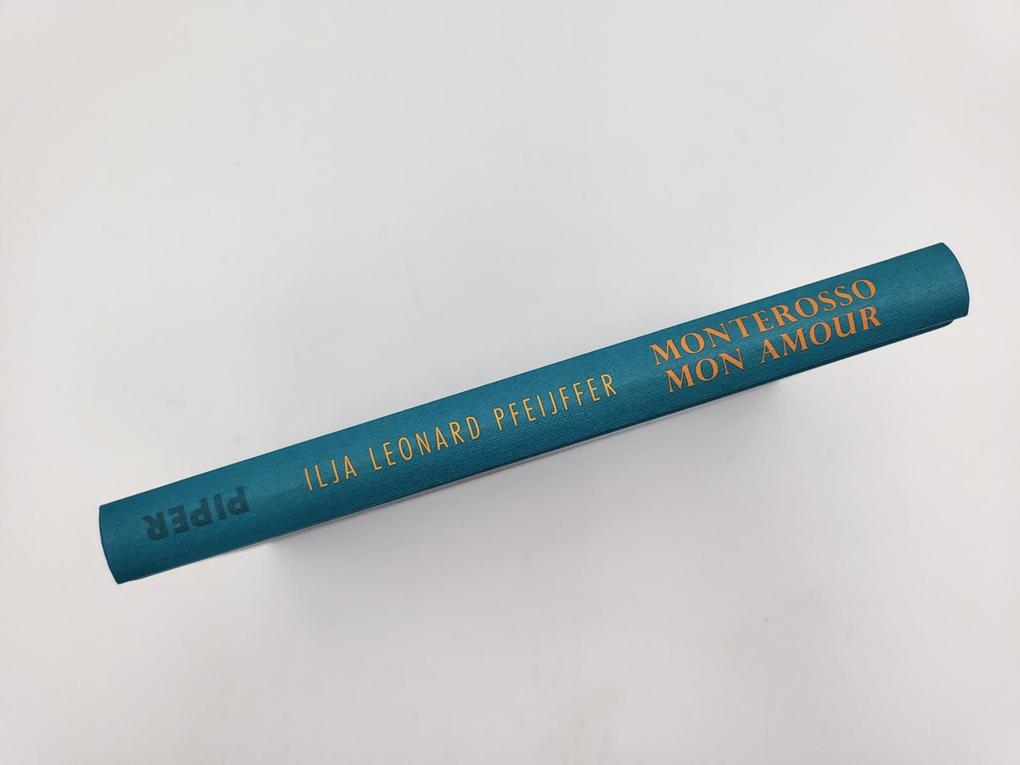 PIPER
ILJA LEONARD PFEIJFFER
MONTEROSSO
MON AMOUR